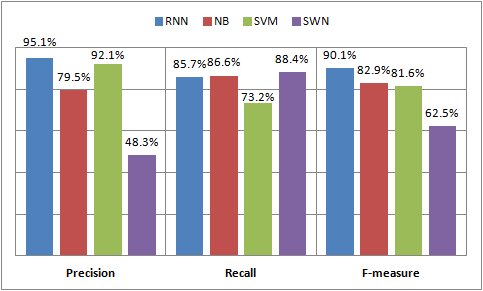 RNN NB SVM SWN
95.1% 79.5% 92.1% 48.3% 85.7% 86.6% 73.2% 88.4% 90.1% 82.9% 81.6% 62.5%
Precision Recall F-measure